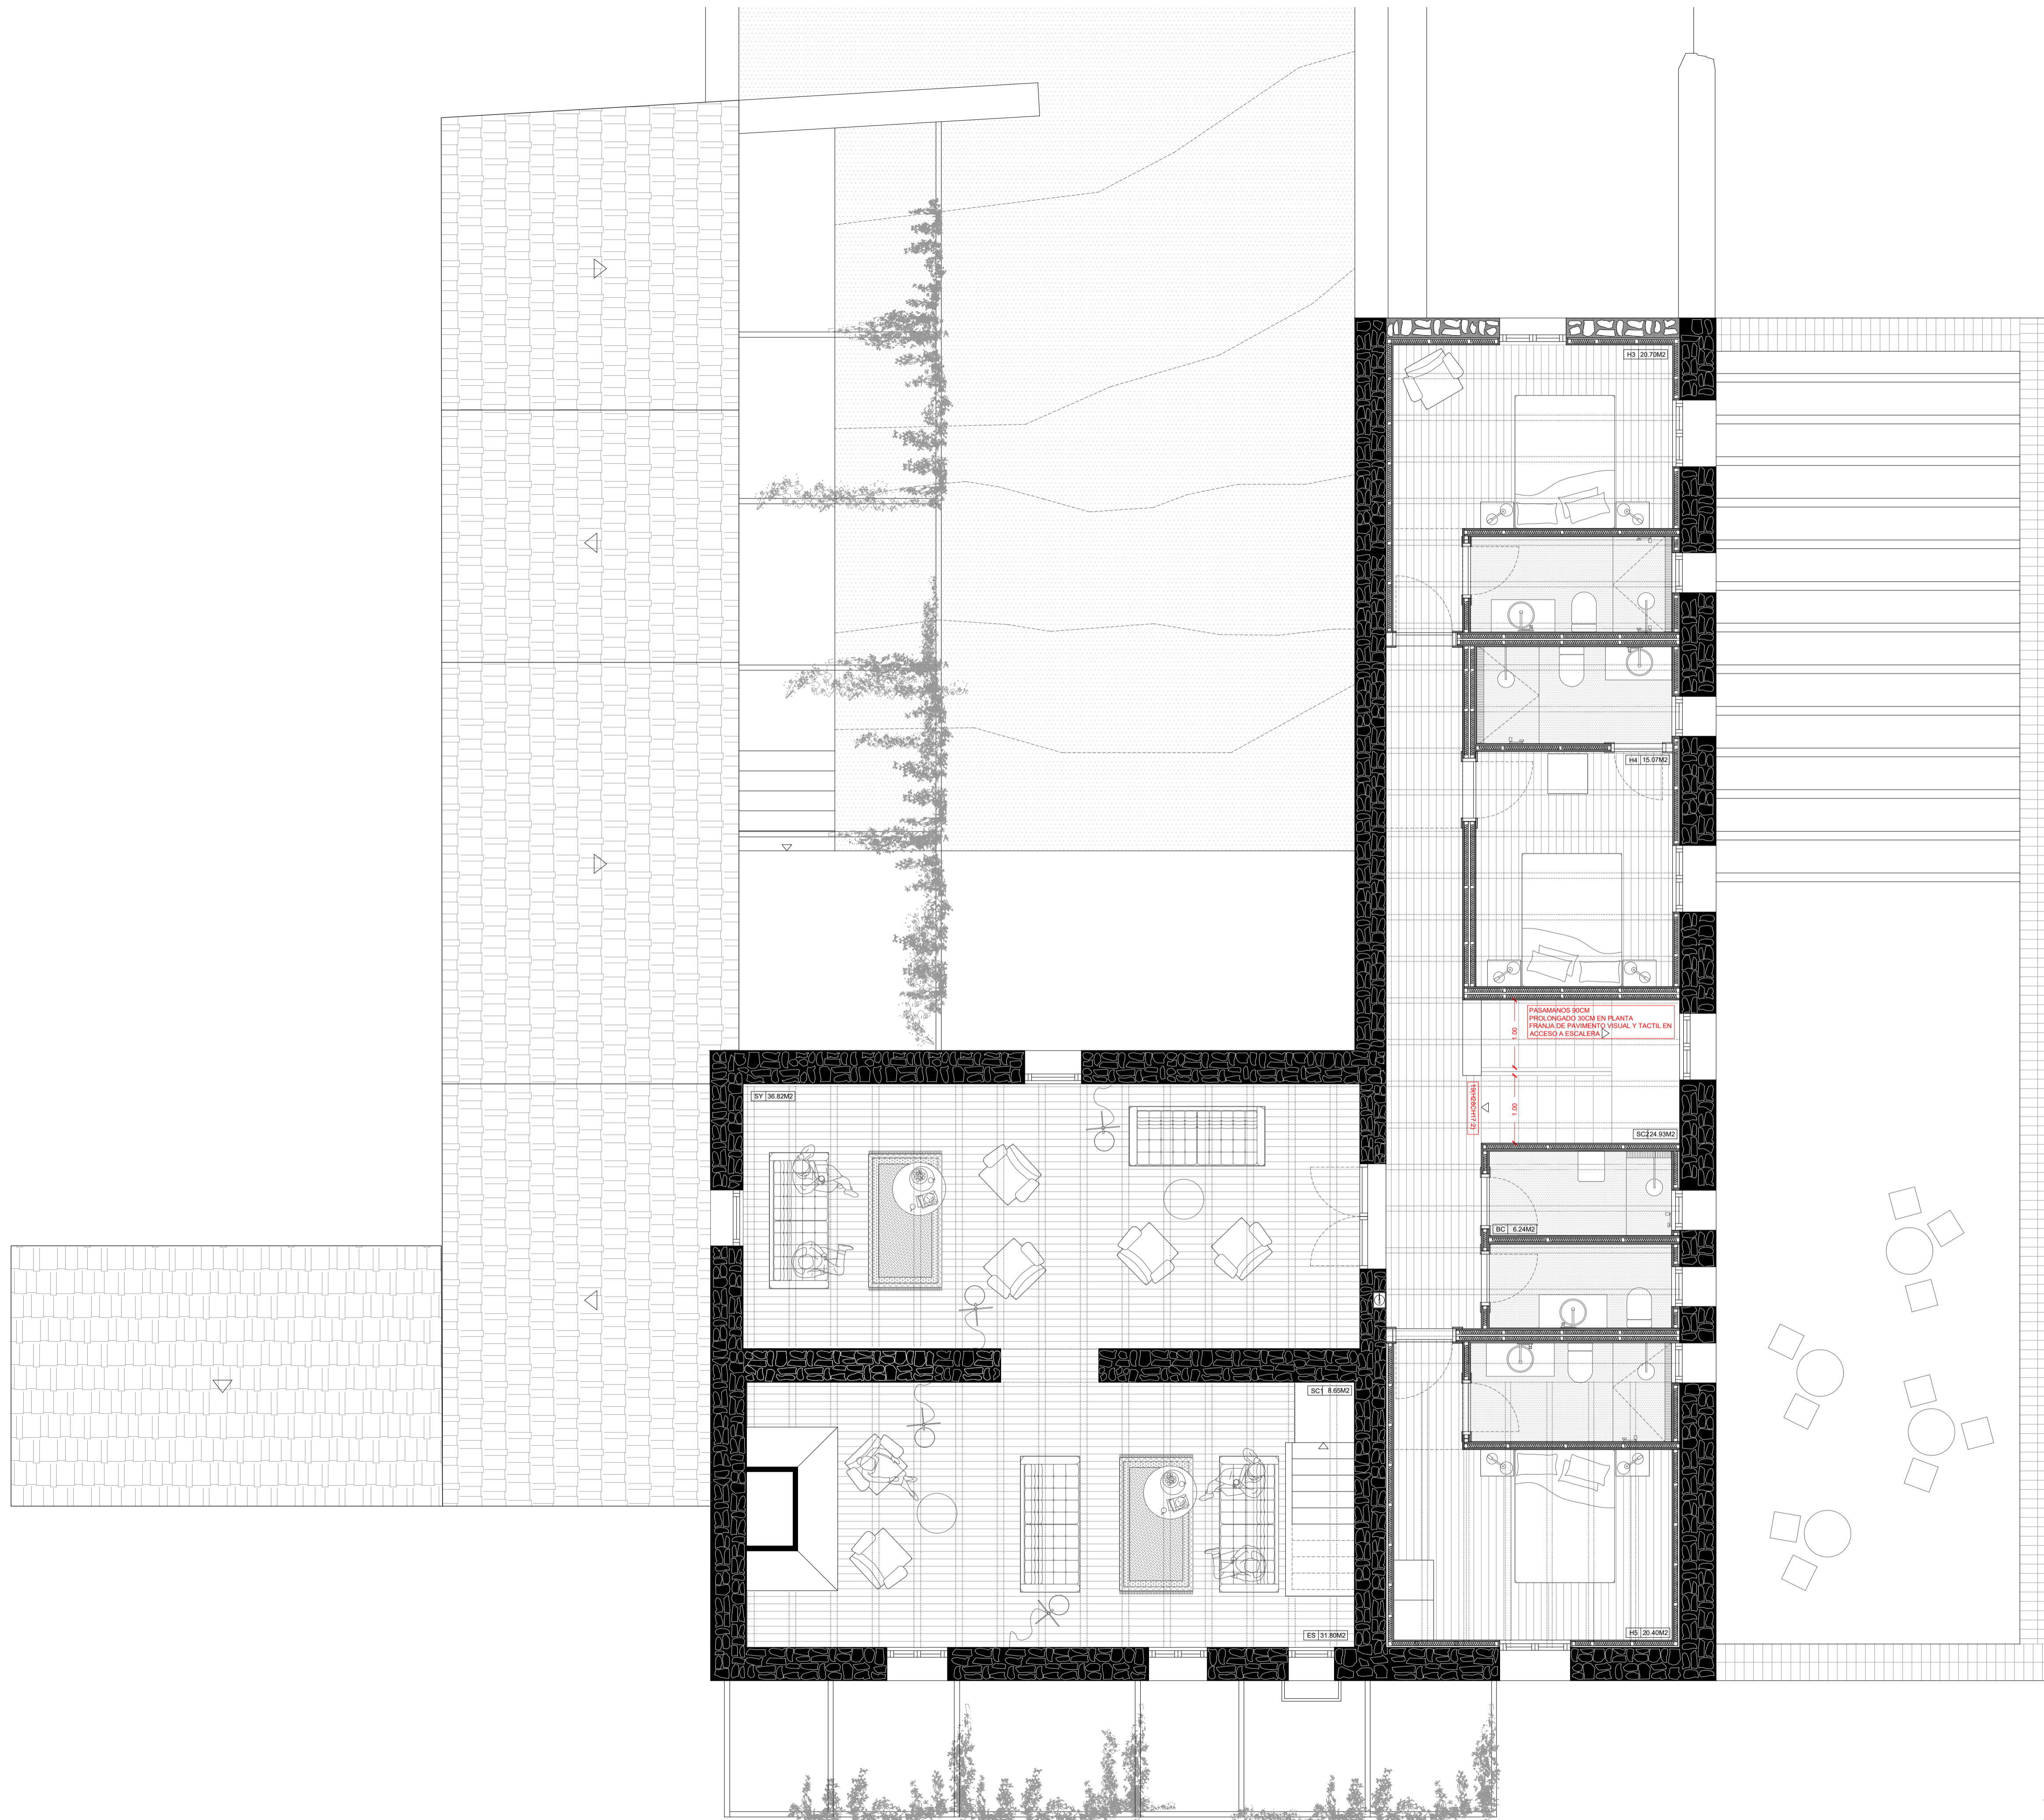 H3 20.70M2
H4 15.07M2
PASAMANOS 90CM
PROLONGADO 30CM EN PLANTA
FRANJA DE PAVIMENTO VISUAL Y TACTIL EN
ACCESO A ESCALERA
1.00
1.00
SY 36.82M2
SC2 24.93M2
BC 6.24M2
SC1 8.65M2
ES 31.80M2
H5 20.40M2